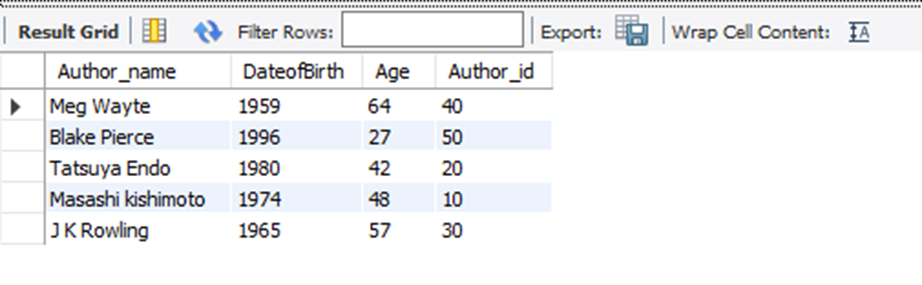 Result Grid Filter Rows: Export: Wrap Cell Content: A
Author_name DateofBirth Age Author_id
Meg Wayte 1959 64 40
Blake Pierce 1996 27 50
Tatsuya Endo 1980 42 20
Masashi kishimoto 1974 48 10
J K Rowling 1965 57 30